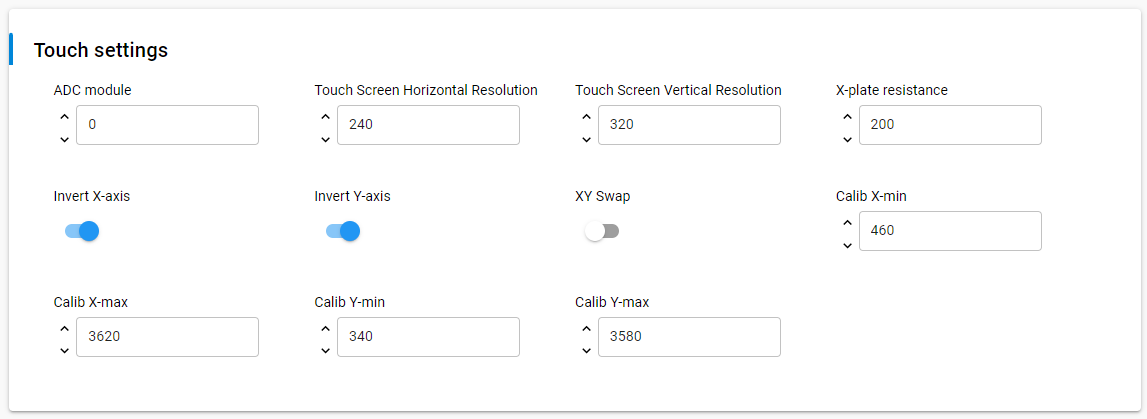 Touch settings
ADC module
Touch Screen Horizontal Resolution
Touch Screen Vertical Resolution
X-plate resistance
0
240
320
200
Invert X-axis
Invert Y-axis
XY Swap
Calib X-min
460
Calib X-max
Calib Y-min
Calib Y-max
3620
340
3580